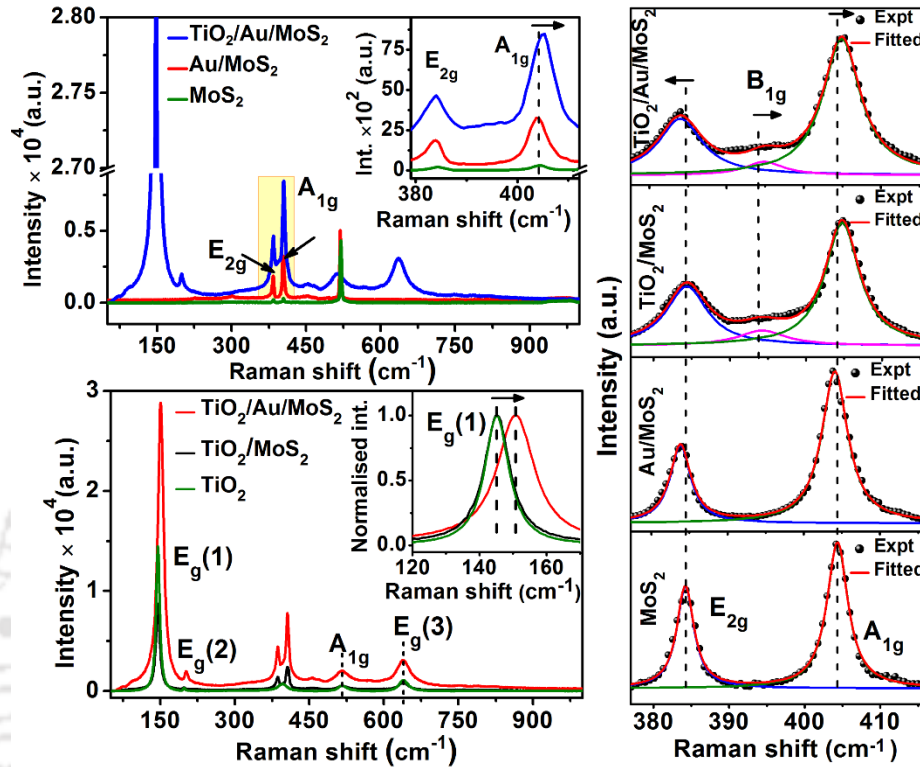 2.80
2.75
2.70
0.5
0.0
Intensity × 10⁴ (a.u.)
TiO₂/Au/MoS₂
Au/MoS₂
MoS₂
E₂g
A₁g
150 300 450 600 750 900
Raman shift (cm⁻¹)
Int. ×10² (a.u.)
75
50
25
0
E₂g
A₁g
380 400
Raman shift (cm⁻¹)
3
2
1
0
Intensity × 10⁴ (a.u.)
TiO₂/Au/MoS₂
TiO₂/MoS₂
TiO₂
Eg(1)
Eg(2)
A₁g
Eg(3)
150 300 450 600 750 900
Raman shift (cm⁻¹)
Normalised int.
1.0
0.5
0.0
Eg(1)
120 140 160
Raman shift (cm⁻¹)
Intensity (a.u.)
TiO₂/Au/MoS₂
B₁g
Expt
Fitted
TiO₂/MoS₂
Expt
Fitted
Au/MoS₂
Expt
Fitted
MoS₂
E₂g
A₁g
Expt
Fitted
380 390 400 410
Raman shift (cm⁻¹)